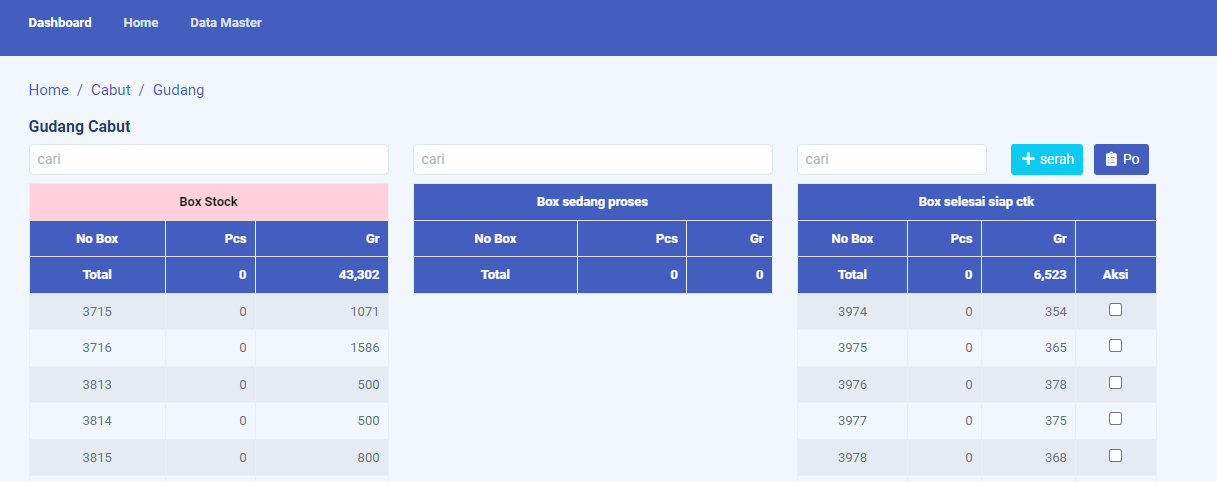 Dashboard Home Data Master
Home / Cabut / Gudang
Gudang Cabut
cari cari cari serah Po
Box Stock Box sedang proses Box selesai siap ctk
No Box Pcs Gr No Box Pcs Gr No Box Pcs Gr
Total 0 43,302 Total 0 0 Total 0 6,523 Aksi
3715 0 1071 3974 0 354
3716 0 1586 3975 0 365
3813 0 500 3976 0 378
3814 0 500 3977 0 375
3815 0 800 3978 0 368